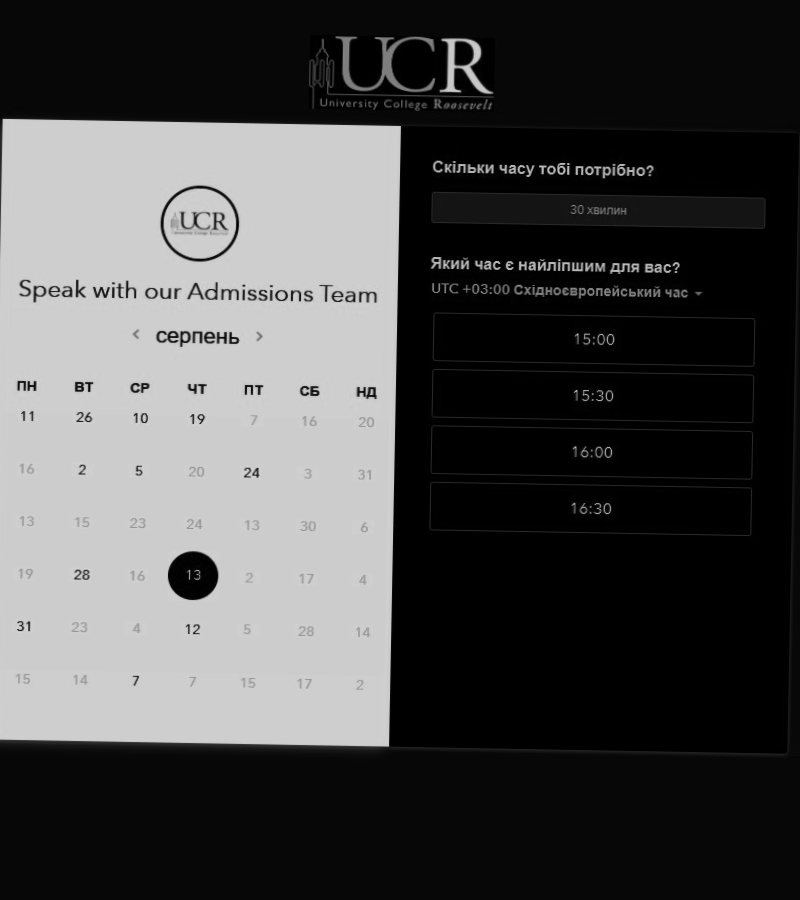 UCR
University College Roosevelt
UCR
University College Roosevelt
Speak with our Admissions Team
< серпень >
ПН ВТ СР ЧТ ПТ СБ НД
11 26 10 19 7 16 20
16 2 5 20 24 3 31
13 15 23 24 13 30 6
19 28 16 13 2 17 4
31 23 4 12 5 28 14
15 14 7 7 15 17 2
Скільки часу тобі потрібно?
30 хвилин
Який час є найліпшим для вас?
UTC +03:00 Східноєвропейський час
15:00
15:30
16:00
16:30